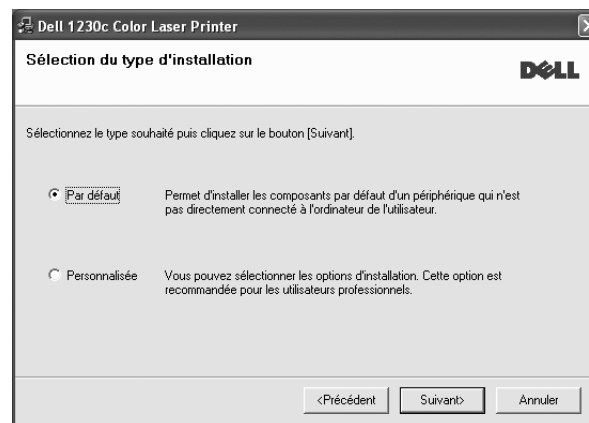 Dell 1230c Color Laser Printer
Sélection du type d'installation
DELL
Sélectionnez le type souhaité puis cliquez sur le bouton [Suivant].
Par défaut
Permet d'installer les composants par défaut d'un périphérique qui n'est
pas directement connecté à l'ordinateur de l'utilisateur.
Personnalisée
Vous pouvez sélectionner les options d'installation. Cette option est
recommandée pour les utilisateurs professionnels.
<Précédent
Suivant>
Annuler